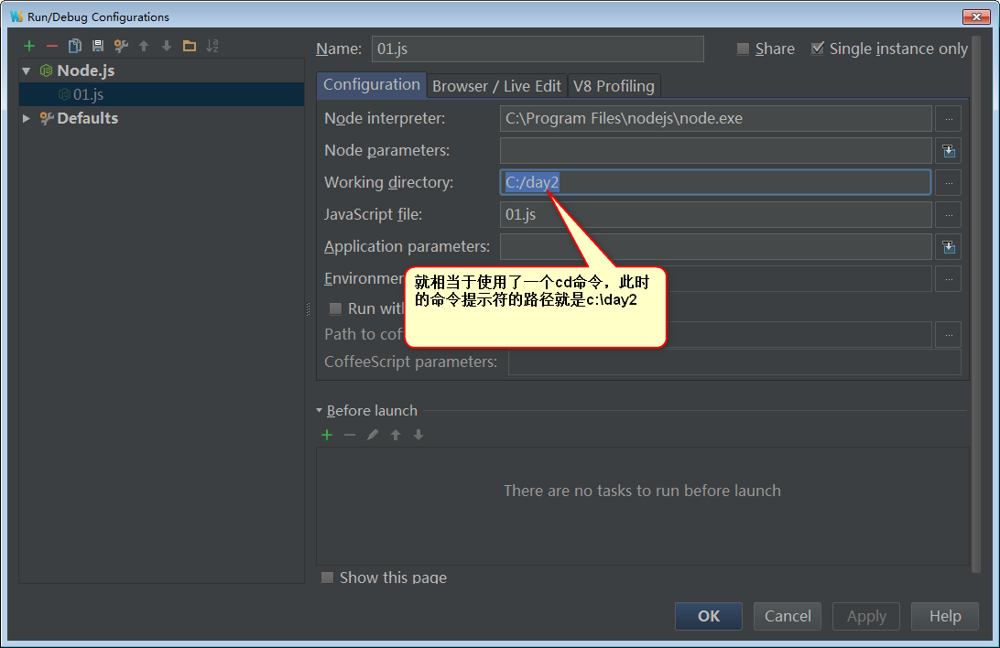 Run/Debug Configurations
Name: 01.js
Share
Single instance only
Node.js
01.js
Defaults
Configuration
Browser / Live Edit
V8 Profiling
Node interpreter: C:\Program Files\nodejs\node.exe
Node parameters:
Working directory: C:/day2
JavaScript file: 01.js
Application parameters:
Environmen
就相当于使用了一个cd命令，此时
的命令提示符的路径就是c:\day2
Run with
Path to cof
CoffeeScript parameters:
Before launch
There are no tasks to run before launch
Show this page
OK
Cancel
Apply
Help